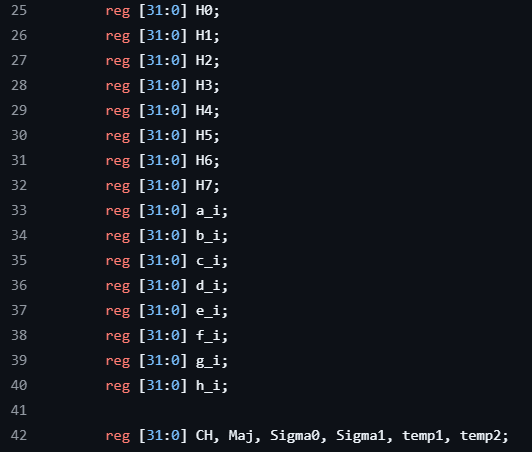 25 reg [31:0] H0;
26 reg [31:0] H1;
27 reg [31:0] H2;
28 reg [31:0] H3;
29 reg [31:0] H4;
30 reg [31:0] H5;
31 reg [31:0] H6;
32 reg [31:0] H7;
33 reg [31:0] a_i;
34 reg [31:0] b_i;
35 reg [31:0] c_i;
36 reg [31:0] d_i;
37 reg [31:0] e_i;
38 reg [31:0] f_i;
39 reg [31:0] g_i;
40 reg [31:0] h_i;
41
42 reg [31:0] CH, Maj, Sigma0, Sigma1, temp1, temp2;